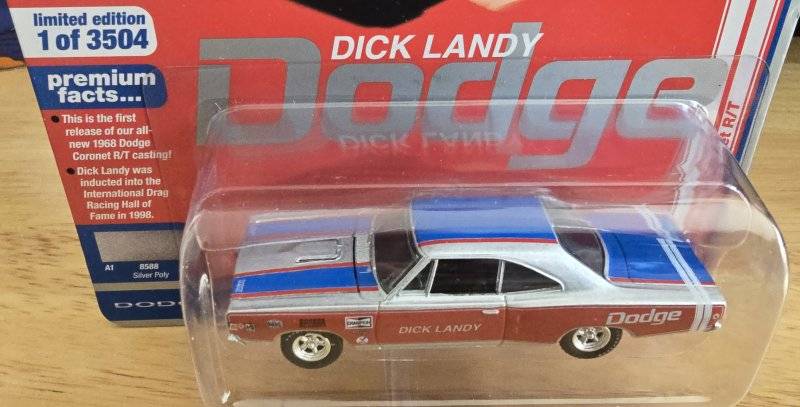 limited edition
1 of 3504
DICK LANDY
Dodge
premium
facts...
This is the first
release of our all-
new 1968 Dodge
Coronet R/T casting!
Dick Landy was
inducted into the
International Drag
Racing Hall of
Fame in 1998.
A1 8588
Silver Poly
R/T
CHAMPION
DICK LANDY
Dodge